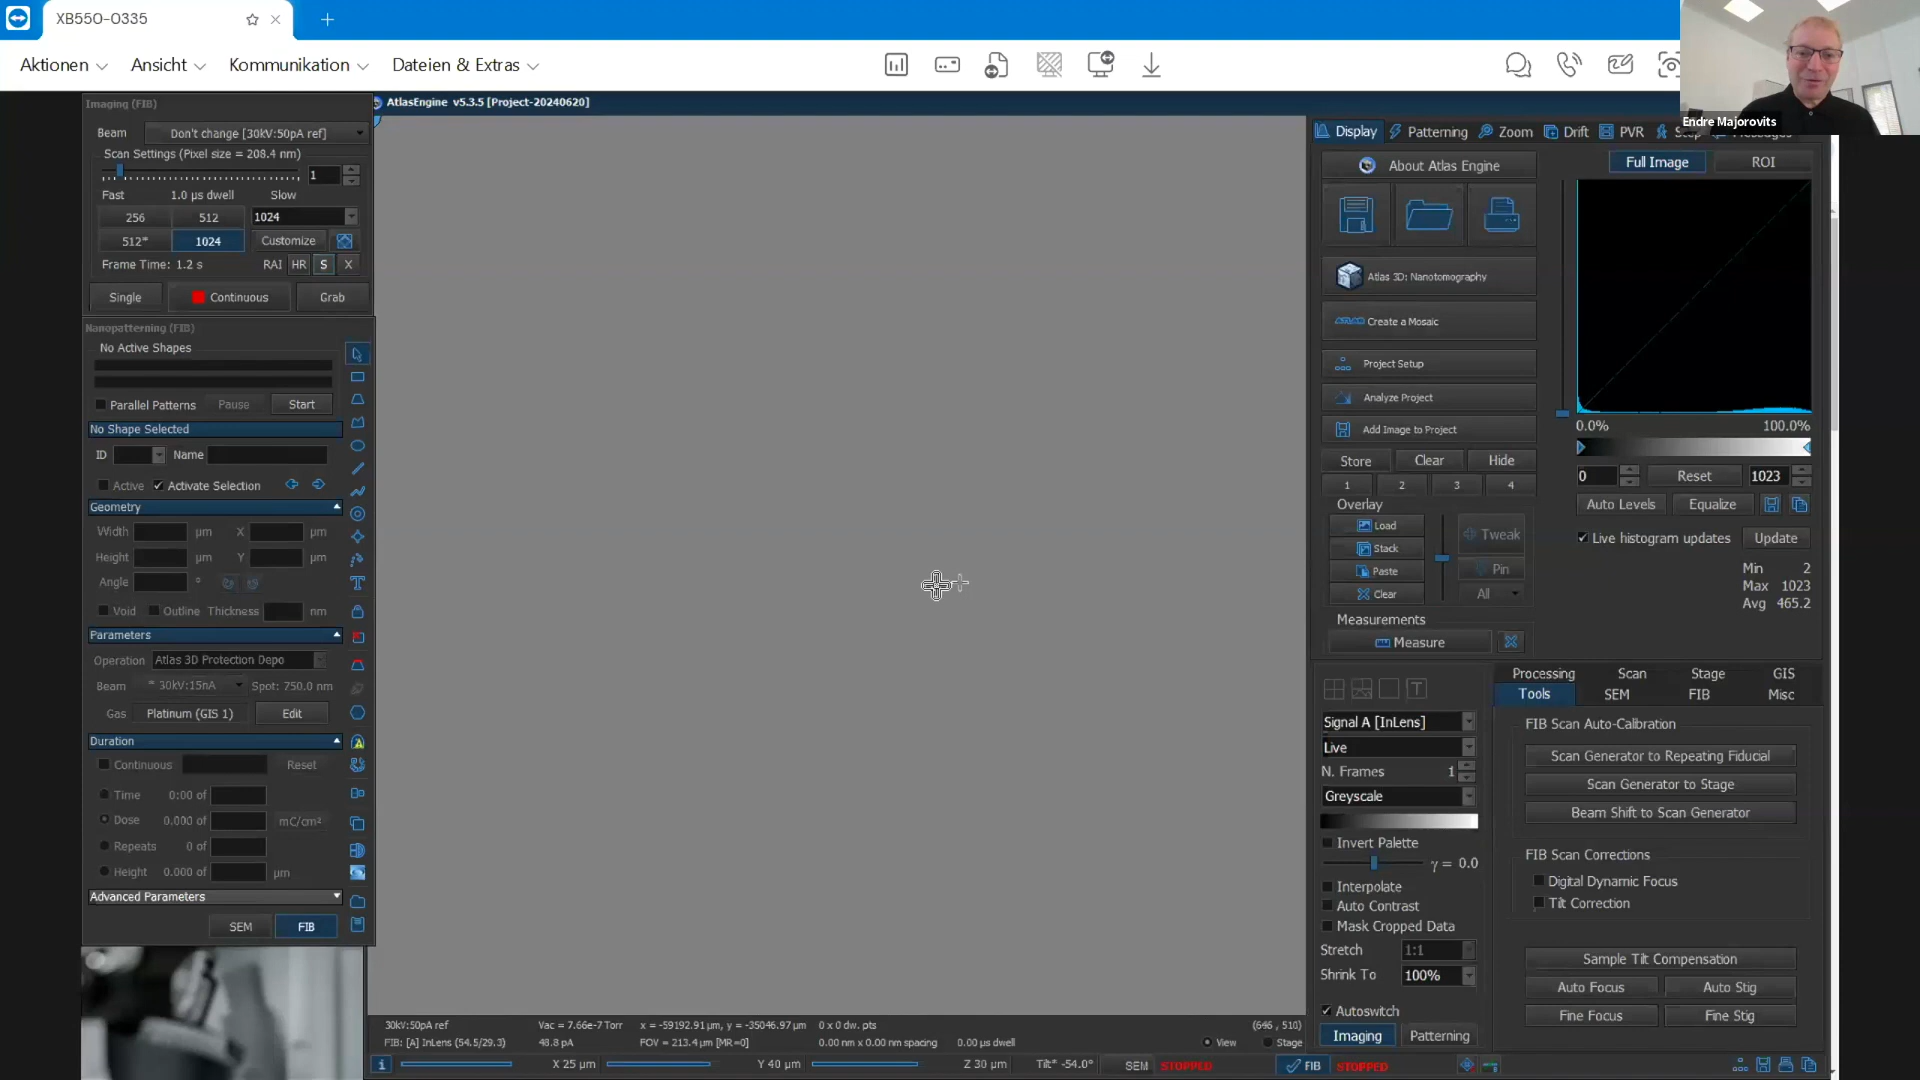 XB550-0335
Aktionen Ansicht Kommunikation Dateien & Extras
Endre Majorovits
Imaging (FIB)
Beam Don't change [30kV:50pA ref]
Scan Settings (Pixel size = 208.4 nm)
1
Fast 1.0 µs dwell Slow
256 512 1024
512* 1024 Customize
Frame Time: 1.2 s RAI HR S X
Single Continuous Grab
Nanopatterning (FIB)
No Active Shapes
Parallel Patterns Pause Start
No Shape Selected
ID Name
Active Activate Selection
Geometry
Width µm X µm
Height µm Y µm
Angle °
Void Outline Thickness nm
Parameters
Operation Atlas 3D Protection Depo
Beam * 30kV:15nA Spot: 750.0 nm
Gas Platinum (GIS 1) Edit
Duration
Continuous Reset
Time 0:00 of
Dose 0.000 of mC/cm²
Repeats 0 of
Height 0.000 of µm
Advanced Parameters
SEM FIB
AtlasEngine v5.3.5 [Project-20240620]
30kV:50pA ref Vac = 7.66e-7 Torr x = -59192.91 µm, y = -35046.97 µm 0 x 0 dw. pts (646 , 510)
FIB: [A] InLens (54.5/29.3) 48.8 pA FOV = 213.4 µm [MR=0] 0.00 nm x 0.00 nm spacing 0.00 µs dwell View Stage
X 25 µm Y 40 µm Z 30 µm Tilt* -54.0° SEM STOPPED FIB STOPPED
Display Patterning Zoom Drift PVR
About Atlas Engine
Atlas 3D: Nanotomography
Create a Mosaic
Project Setup
Analyze Project
Add Image to Project
Store Clear Hide
1 2 3 4
Overlay
Load
Stack
Paste
Clear
Tweak
Pin
All
Measurements
Measure
Full Image ROI
0.0% 100.0%
0 Reset 1023
Auto Levels Equalize
Live histogram updates Update
Min 2
Max 1023
Avg 465.2
T
Signal A [InLens]
Live
N. Frames 1
Greyscale
Invert Palette
γ = 0.0
Interpolate
Auto Contrast
Mask Cropped Data
Stretch 1:1
Shrink To 100%
Autoswitch
Imaging Patterning
Processing Scan Stage GIS
Tools SEM FIB Misc
FIB Scan Auto-Calibration
Scan Generator to Repeating Fiducial
Scan Generator to Stage
Beam Shift to Scan Generator
FIB Scan Corrections
Digital Dynamic Focus
Tilt Correction
Sample Tilt Compensation
Auto Focus Auto Stig
Fine Focus Fine Stig